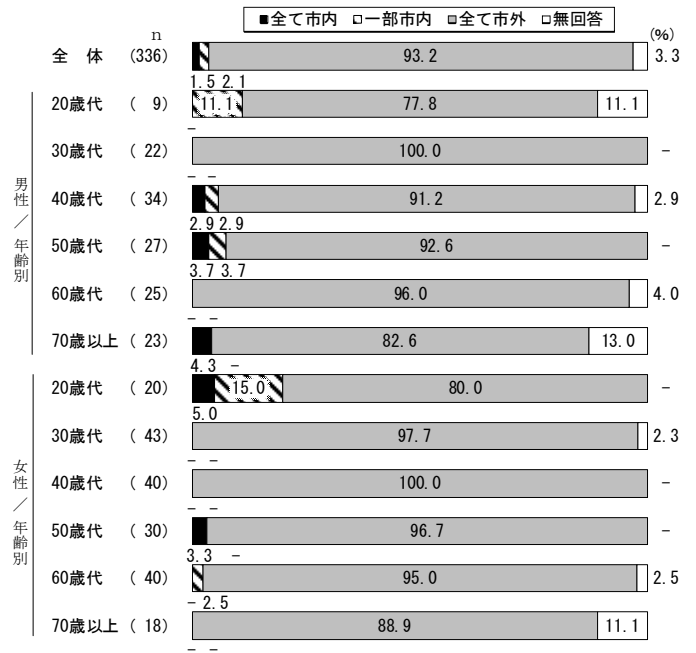 ■全て市内 □一部市内 ■全て市外 □無回答
n (%)
全 体 (336) 93.2 3.3
1.5 2.1
男性／年齢別
20歳代 ( 9) 11.1 77.8 11.1
－
30歳代 ( 22) 100.0 －
－ －
40歳代 ( 34) 91.2 2.9
2.9 2.9
50歳代 ( 27) 92.6 －
3.7 3.7
60歳代 ( 25) 96.0 4.0
－ －
70歳以上 ( 23) 82.6 13.0
4.3 －
女性／年齢別
20歳代 ( 20) 15.0 80.0 －
5.0
30歳代 ( 43) 97.7 2.3
－ －
40歳代 ( 40) 100.0 －
－ －
50歳代 ( 30) 96.7 －
3.3 －
60歳代 ( 40) 95.0 2.5
－ 2.5
70歳以上 ( 18) 88.9 11.1
－ －